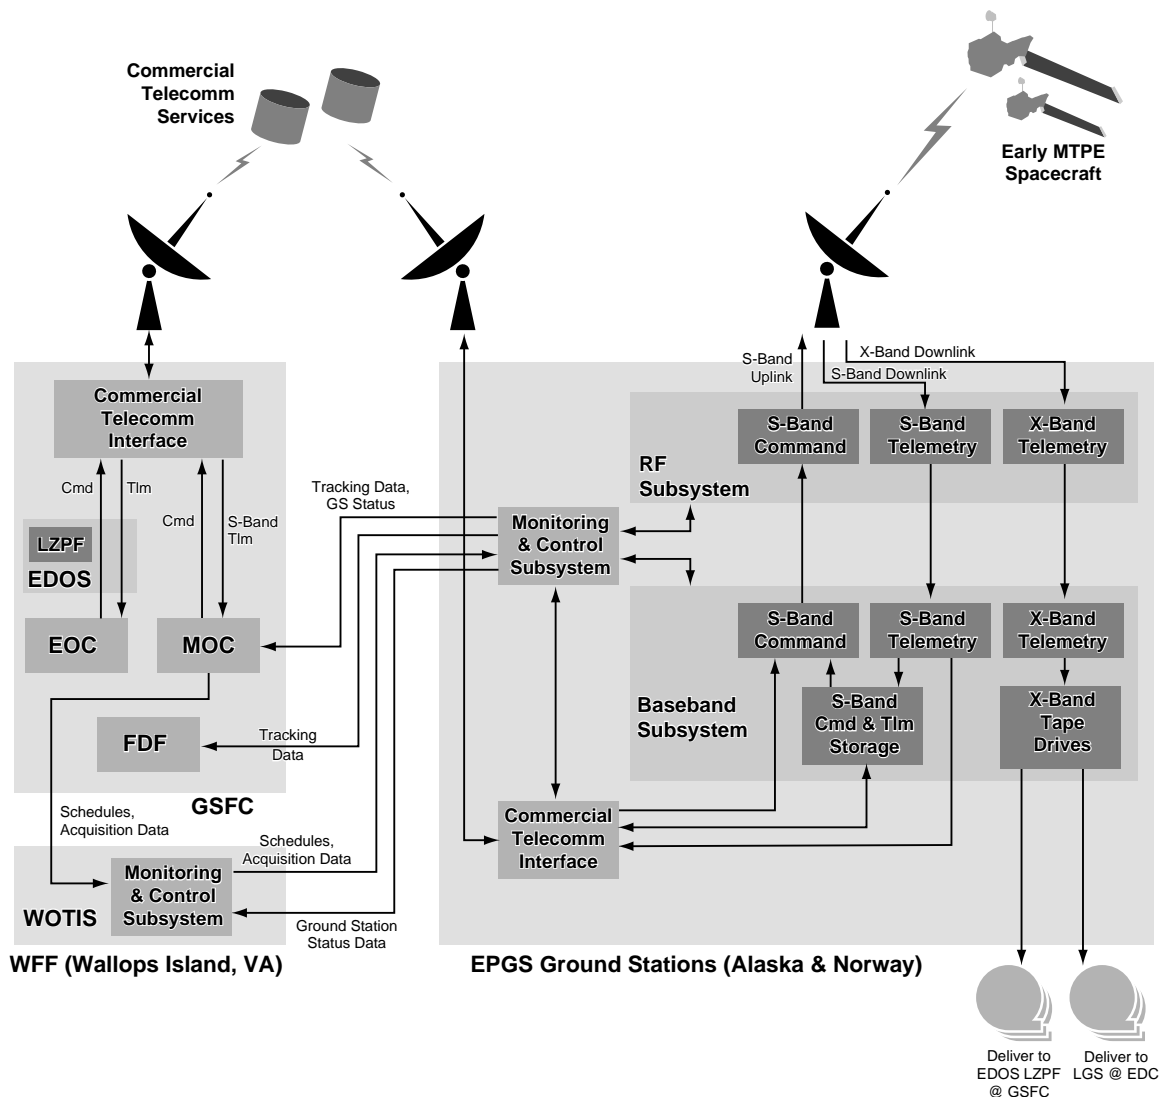 Commercial
Telecomm
Services
Early MTPE
Spacecraft
S-Band
Uplink
X-Band Downlink
S-Band Downlink
Commercial
Telecomm
Interface
Cmd
Tlm
Cmd
S-Band
Tlm
LZPF
EDOS
EOC
MOC
FDF
GSFC
Tracking Data,
GS Status
Tracking
Data
Schedules,
Acquisition Data
Schedules,
Acquisition Data
Monitoring
& Control
Subsystem
WOTIS
Ground Station
Status Data
WFF (Wallops Island, VA)
RF
Subsystem
S-Band
Command
S-Band
Telemetry
X-Band
Telemetry
Monitoring
& Control
Subsystem
Baseband
Subsystem
S-Band
Command
S-Band
Telemetry
X-Band
Telemetry
S-Band
Cmd & Tlm
Storage
X-Band
Tape
Drives
Commercial
Telecomm
Interface
EPGS Ground Stations (Alaska & Norway)
Deliver to
EDOS LZPF
@ GSFC
Deliver to
LGS @ EDC